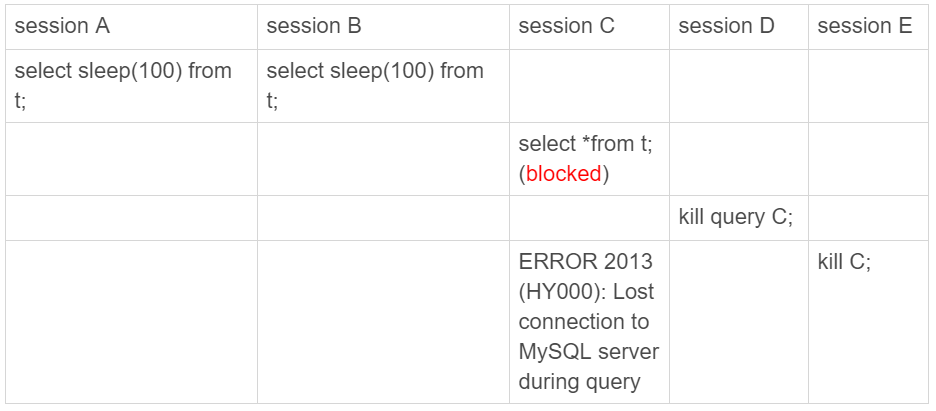 session A
session B
session C
session D
session E
select sleep(100) from
t;
select sleep(100) from
t;
select *from t;
(blocked)
kill query C;
ERROR 2013
(HY000): Lost
connection to
MySQL server
during query
kill C;